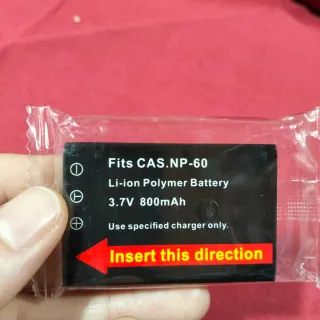 Fits CAS.NP-60
Li-ion Polymer Battery
3.7V 800mAh
Use specified charger only.
Insert this direction